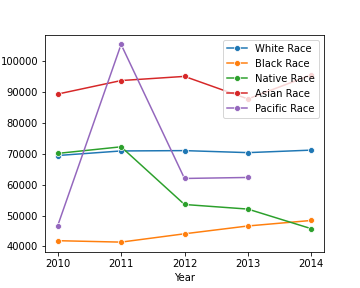 100000
90000
80000
70000
60000
50000
40000
White Race
Black Race
Native Race
Asian Race
Pacific Race
2010 2011 2012 2013 2014
Year